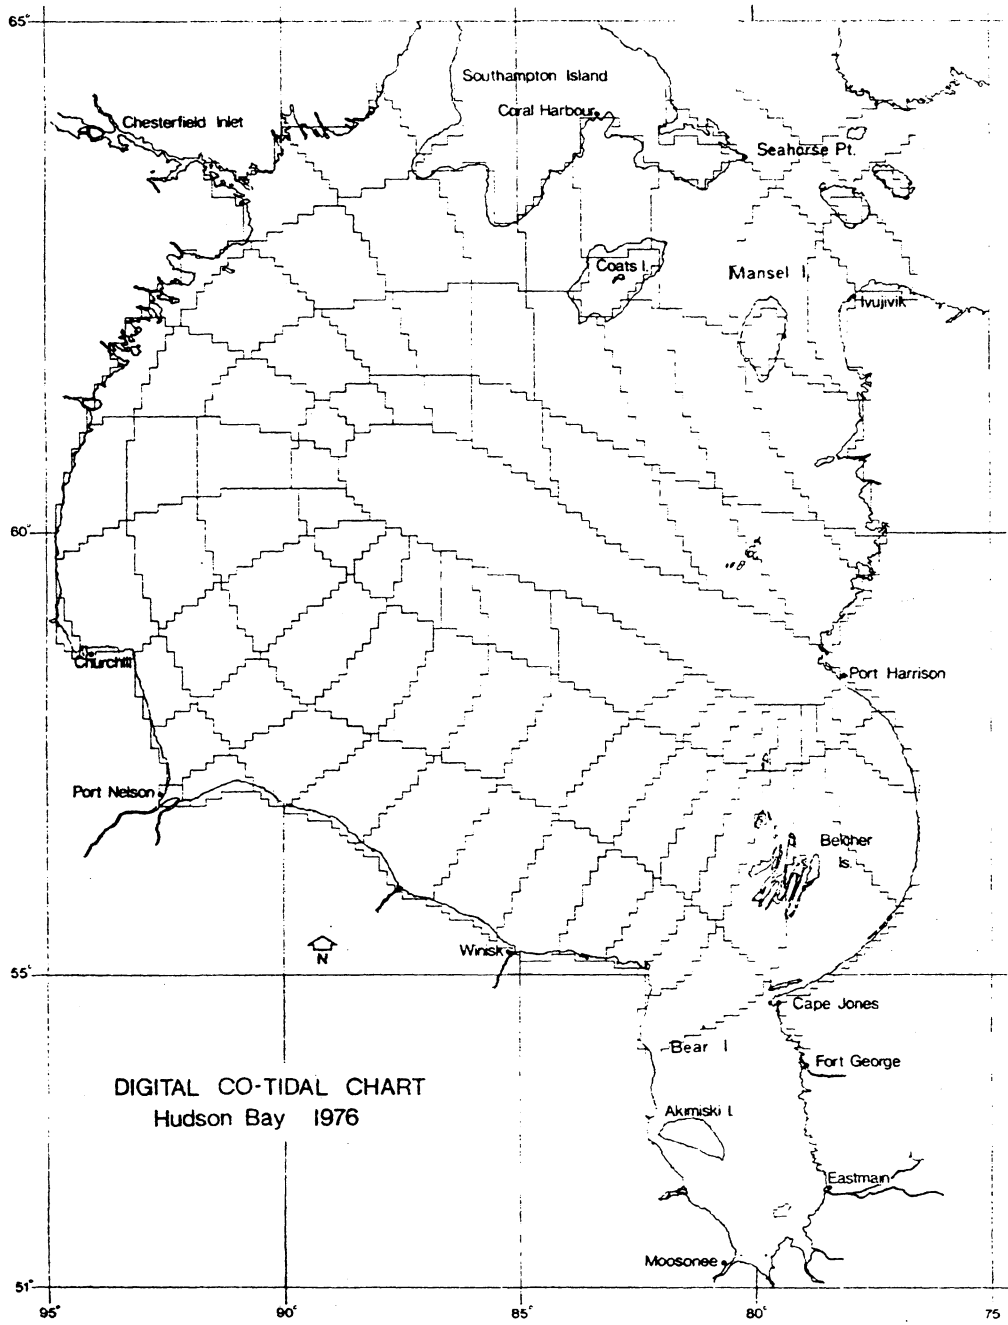 65°
Southampton Island
Coral Harbour
Chesterfield Inlet
Seahorse Pt.
Coats I.
Mansel I.
Ivujivik
60°
Churchill
Port Harrison
Port Nelson
Belcher
Is.
N
Winisk
55°
Cape Jones
Bear I
Fort George
DIGITAL CO-TIDAL CHART
Hudson Bay 1976
Akimiski I.
Eastmain
Moosonee
51°
95°
90°
85°
80°
75